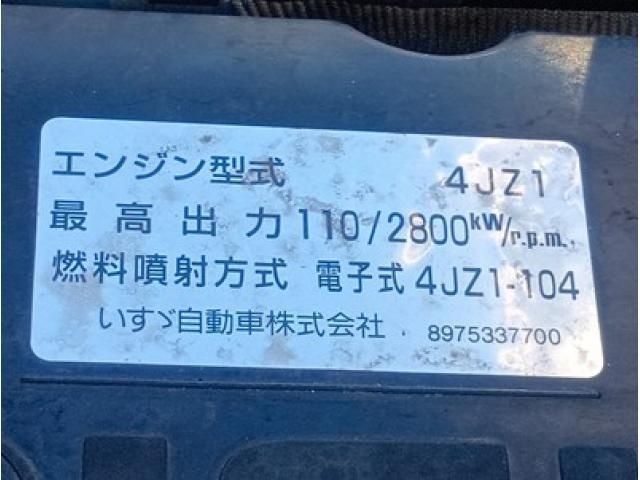 エンジン型式 4JZ1
最高出力 110/2800kW/r.p.m.
燃料噴射方式 電子式 4JZ1-104
いすゞ自動車株式会社 8975337700